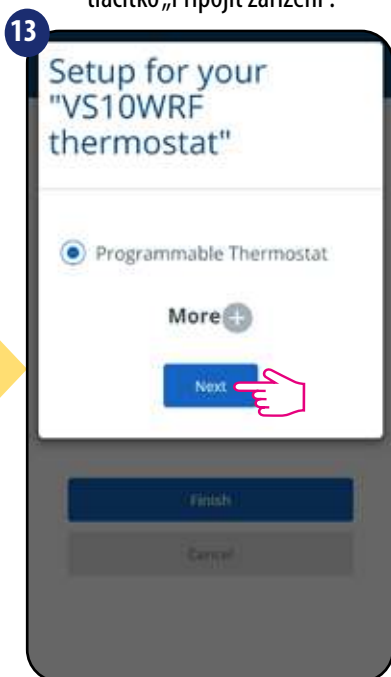 tlačítko „Připojit zařízení“.
13
Setup for your
"VS10WRF
thermostat"
Programmable Thermostat
More +
Next
Finish
Cancel